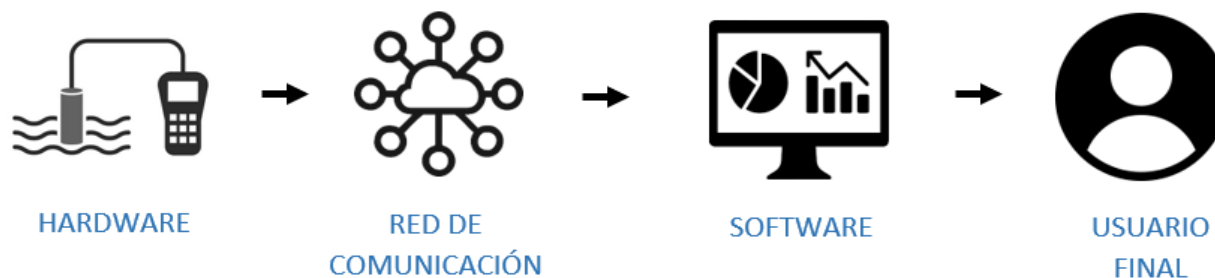 HARDWARE
RED DE
COMUNICACIÓN
SOFTWARE
USUARIO
FINAL